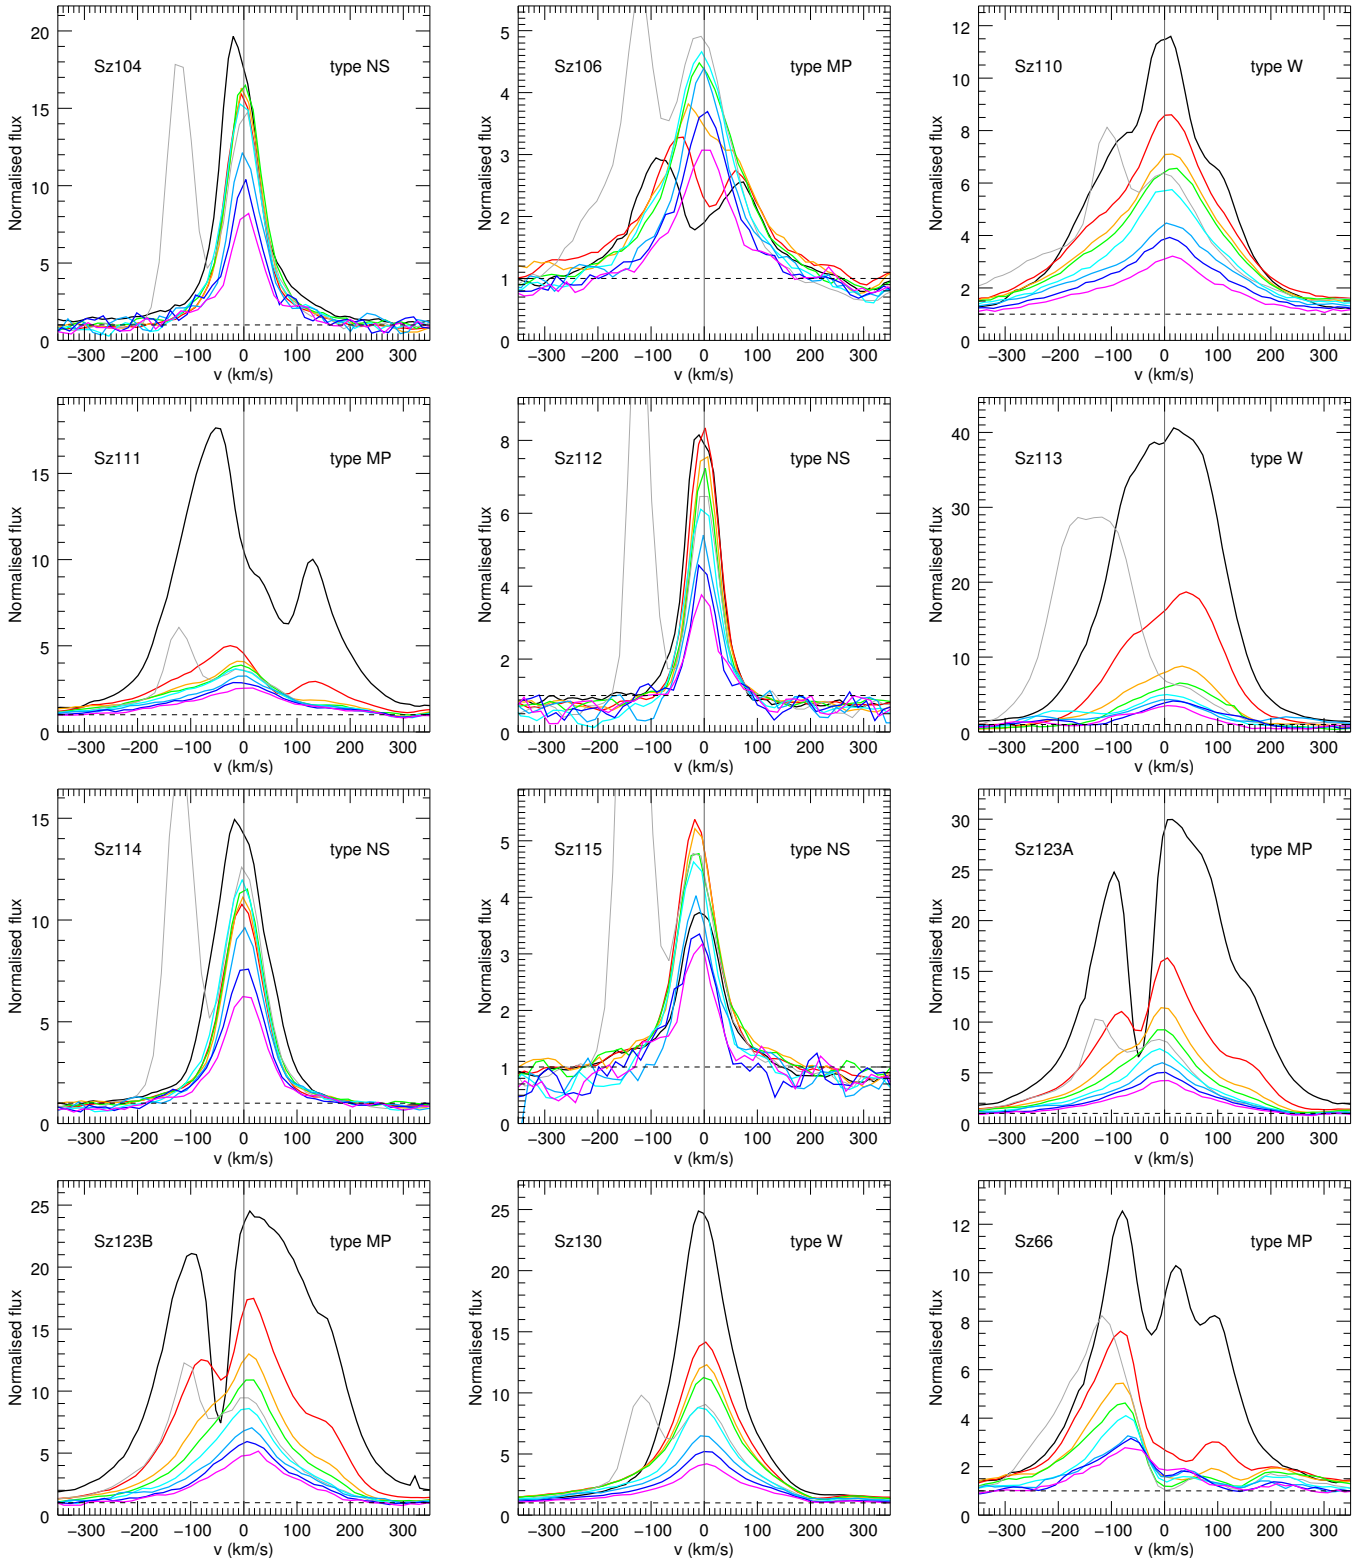 Sz104 type NS
Normalised flux
20
15
10
5
0
−300 −200 −100 0 100 200 300
v (km/s)
Sz106 type MP
Normalised flux
5
4
3
2
1
0
−300 −200 −100 0 100 200 300
v (km/s)
Sz110 type W
Normalised flux
12
10
8
6
4
2
0
−300 −200 −100 0 100 200 300
v (km/s)
Sz111 type MP
Normalised flux
15
10
5
0
−300 −200 −100 0 100 200 300
v (km/s)
Sz112 type NS
Normalised flux
8
6
4
2
0
−300 −200 −100 0 100 200 300
v (km/s)
Sz113 type W
Normalised flux
40
30
20
10
0
−300 −200 −100 0 100 200 300
v (km/s)
Sz114 type NS
Normalised flux
15
10
5
0
−300 −200 −100 0 100 200 300
v (km/s)
Sz115 type NS
Normalised flux
5
4
3
2
1
0
−300 −200 −100 0 100 200 300
v (km/s)
Sz123A type MP
Normalised flux
30
25
20
15
10
5
0
−300 −200 −100 0 100 200 300
v (km/s)
Sz123B type MP
Normalised flux
25
20
15
10
5
0
−300 −200 −100 0 100 200 300
v (km/s)
Sz130 type W
Normalised flux
25
20
15
10
5
0
−300 −200 −100 0 100 200 300
v (km/s)
Sz66 type MP
Normalised flux
12
10
8
6
4
2
0
−300 −200 −100 0 100 200 300
v (km/s)